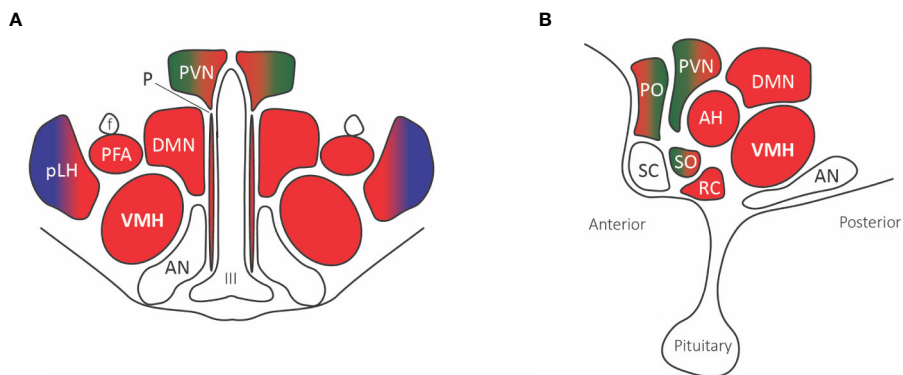 A
PVN
P
f
PFA
DMN
pLH
VMH
AN
III
B
PO
PVN
DMN
AH
SC
SO
VMH
RC
AN
Anterior
Posterior
Pituitary